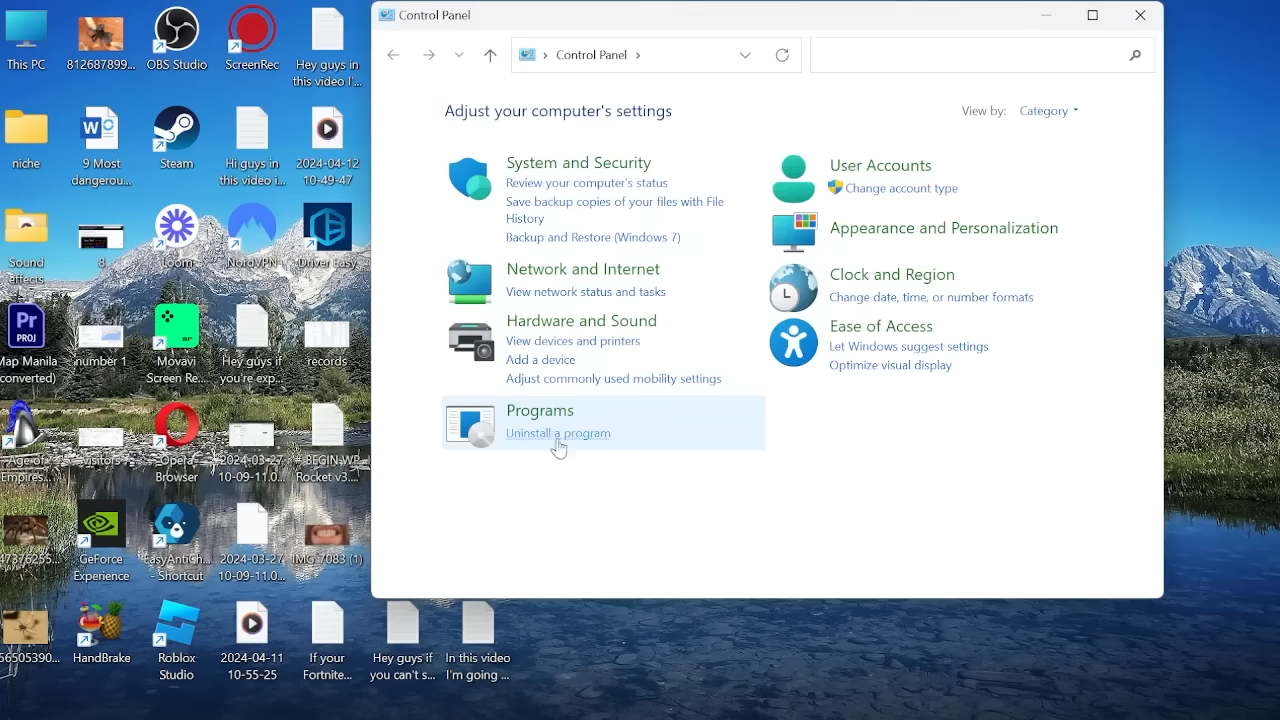 Control Panel
Control Panel
Adjust your computer's settings
View by:
Category
System and Security
Review your computer's status
Save backup copies of your files with File
History
Backup and Restore (Windows 7)
Network and Internet
View network status and tasks
Hardware and Sound
View devices and printers
Add a device
Adjust commonly used mobility settings
Programs
Uninstall a program
User Accounts
Change account type
Appearance and Personalization
Clock and Region
Change date, time, or number formats
Ease of Access
Let Windows suggest settings
Optimize visual display
This PC
812687899...
OBS Studio
ScreenRec
Hey guys in
this video I'...
niche
9 Most
dangerou...
Steam
Hi guys in
this video i...
2024-04-12
10-49-47
Sound
effects
8
Loom
NordVPN
Driver Easy
Pr
PROJ
Map Manila
(converted)
number 1
Movavi
Screen Re...
Hey guys if
you're exp...
records
Age of
Empires...
visitors
Opera
Browser
2024-03-27
10-09-11.0...
# BEGIN WP
Rocket v3....
47376255...
GeForce
Experience
EasyAntiCh...
- Shortcut
2024-03-27
10-09-11.0...
IMG_7083 (1)
56505390...
HandBrake
Roblox
Studio
2024-04-11
10-55-25
If your
Fortnite...
Hey guys if
you can't s...
In this video
I'm going ...